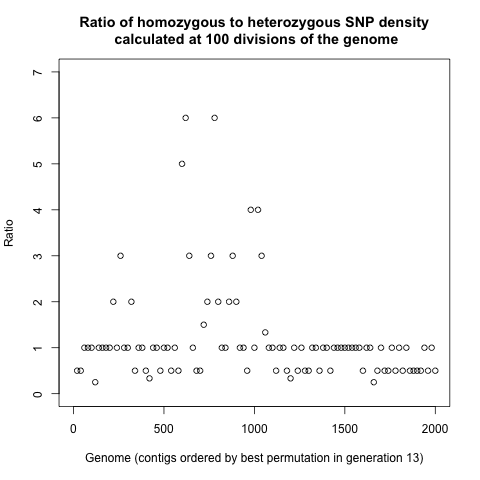 Ratio of homozygous to heterozygous SNP density
calculated at 100 divisions of the genome
7
6
5
4
3
2
1
0
Ratio
0 500 1000 1500 2000
Genome (contigs ordered by best permutation in generation 13)